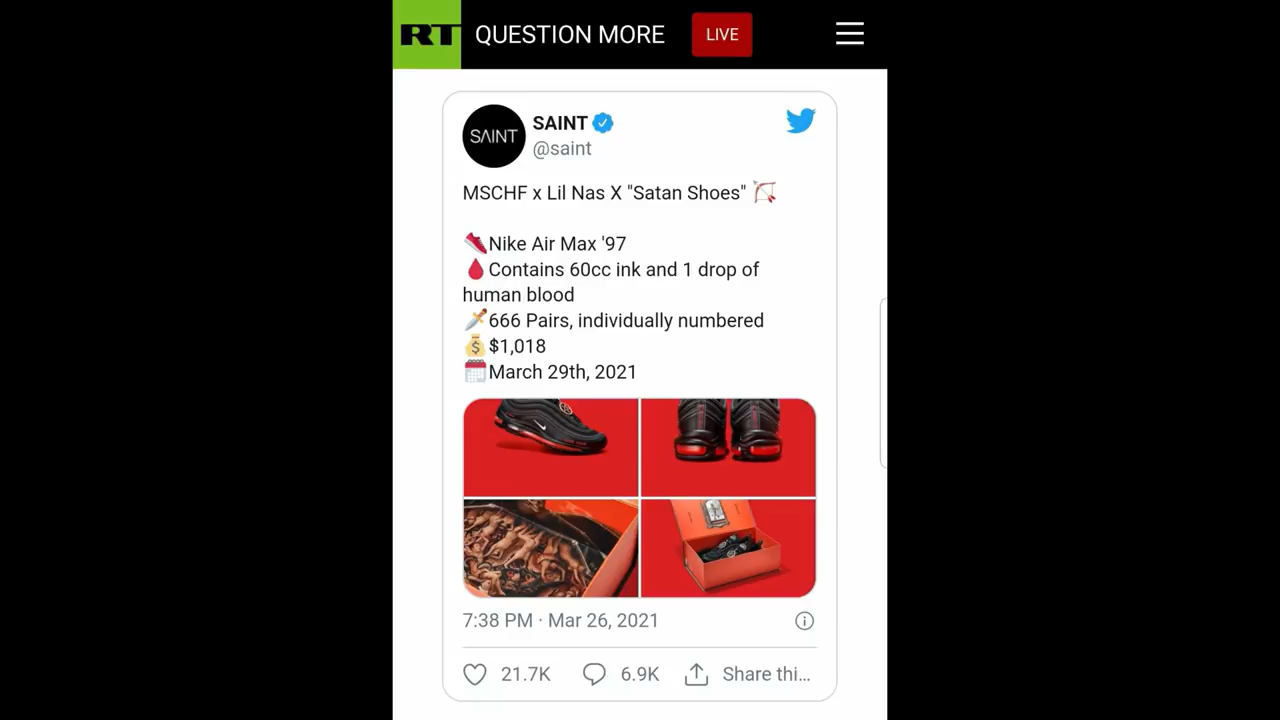 RT QUESTION MORE LIVE
SAINT
SAINT
@saint
MSCHF x Lil Nas X "Satan Shoes" 🏹
👟Nike Air Max '97
🩸Contains 60cc ink and 1 drop of
human blood
🗡️666 Pairs, individually numbered
💰$1,018
🗓️March 29th, 2021
7:38 PM · Mar 26, 2021
21.7K 6.9K Share thi...